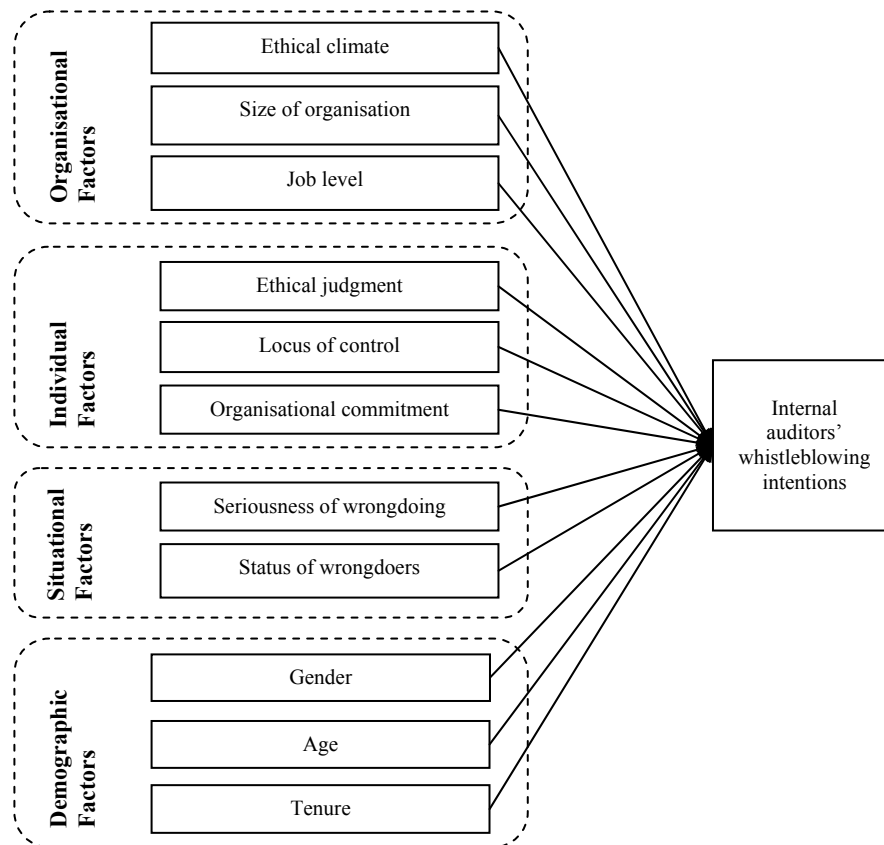 Organisational
Factors
Ethical climate
Size of organisation
Job level
Individual
Factors
Ethical judgment
Locus of control
Organisational commitment
Situational
Factors
Seriousness of wrongdoing
Status of wrongdoers
Demographic
Factors
Gender
Age
Tenure
Internal
auditors’
whistleblowing
intentions